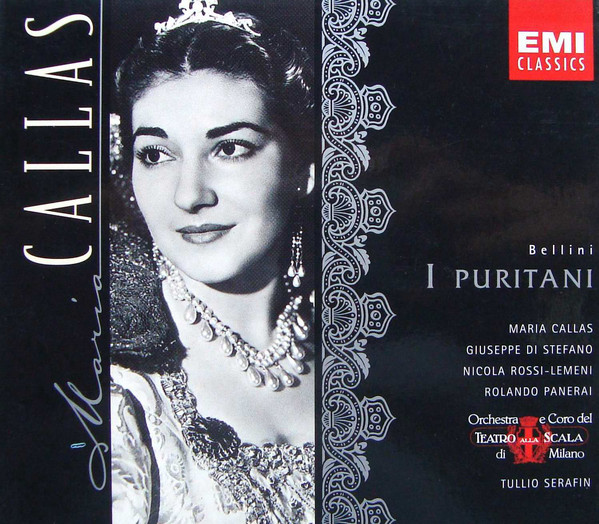 Maria CALLAS
EMI
CLASSICS
Bellini
I PURITANI
MARIA CALLAS
GIUSEPPE DI STEFANO
NICOLA ROSSI-LEMENI
ROLANDO PANERAI
Orchestra e Coro del
TEATRO ALLA SCALA
di Milano
TULLIO SERAFIN